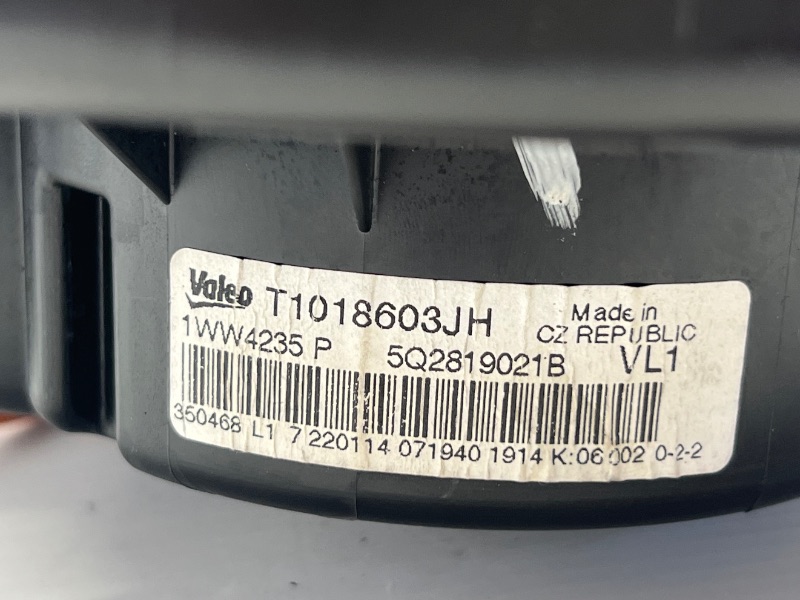 Valeo T1018603JH
Made in
CZ REPUBLIC
1WW4235 P 5Q2819021B VL1
350468 L1 7 220114 071940 1914 K:06 002 0-2-2